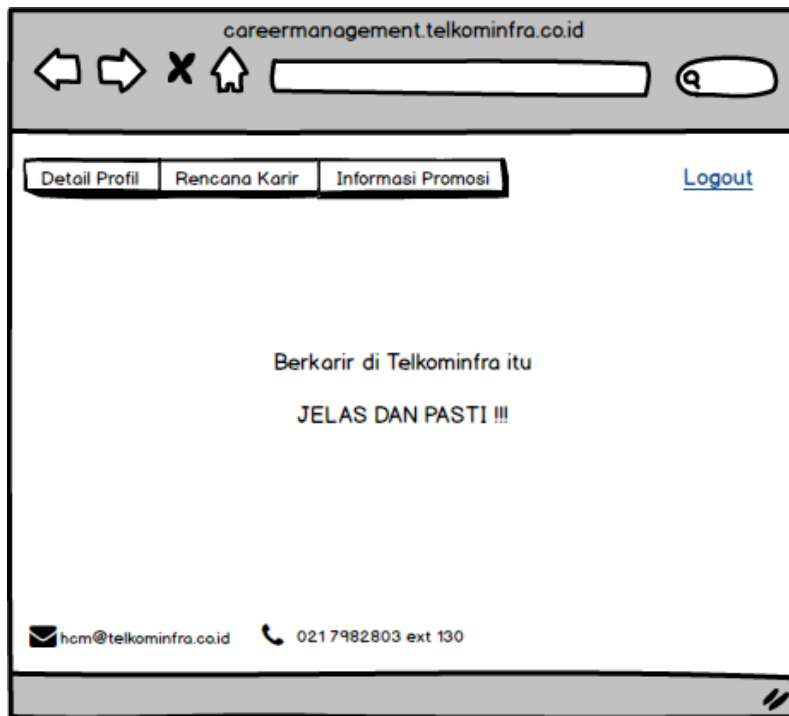 careermanagement.telkominfra.co.id
Detail Profil Rencana Karir Informasi Promosi Logout
Berkarir di Telkominfra itu
JELAS DAN PASTI !!!
hcm@telkominfra.co.id 021 7982803 ext 130